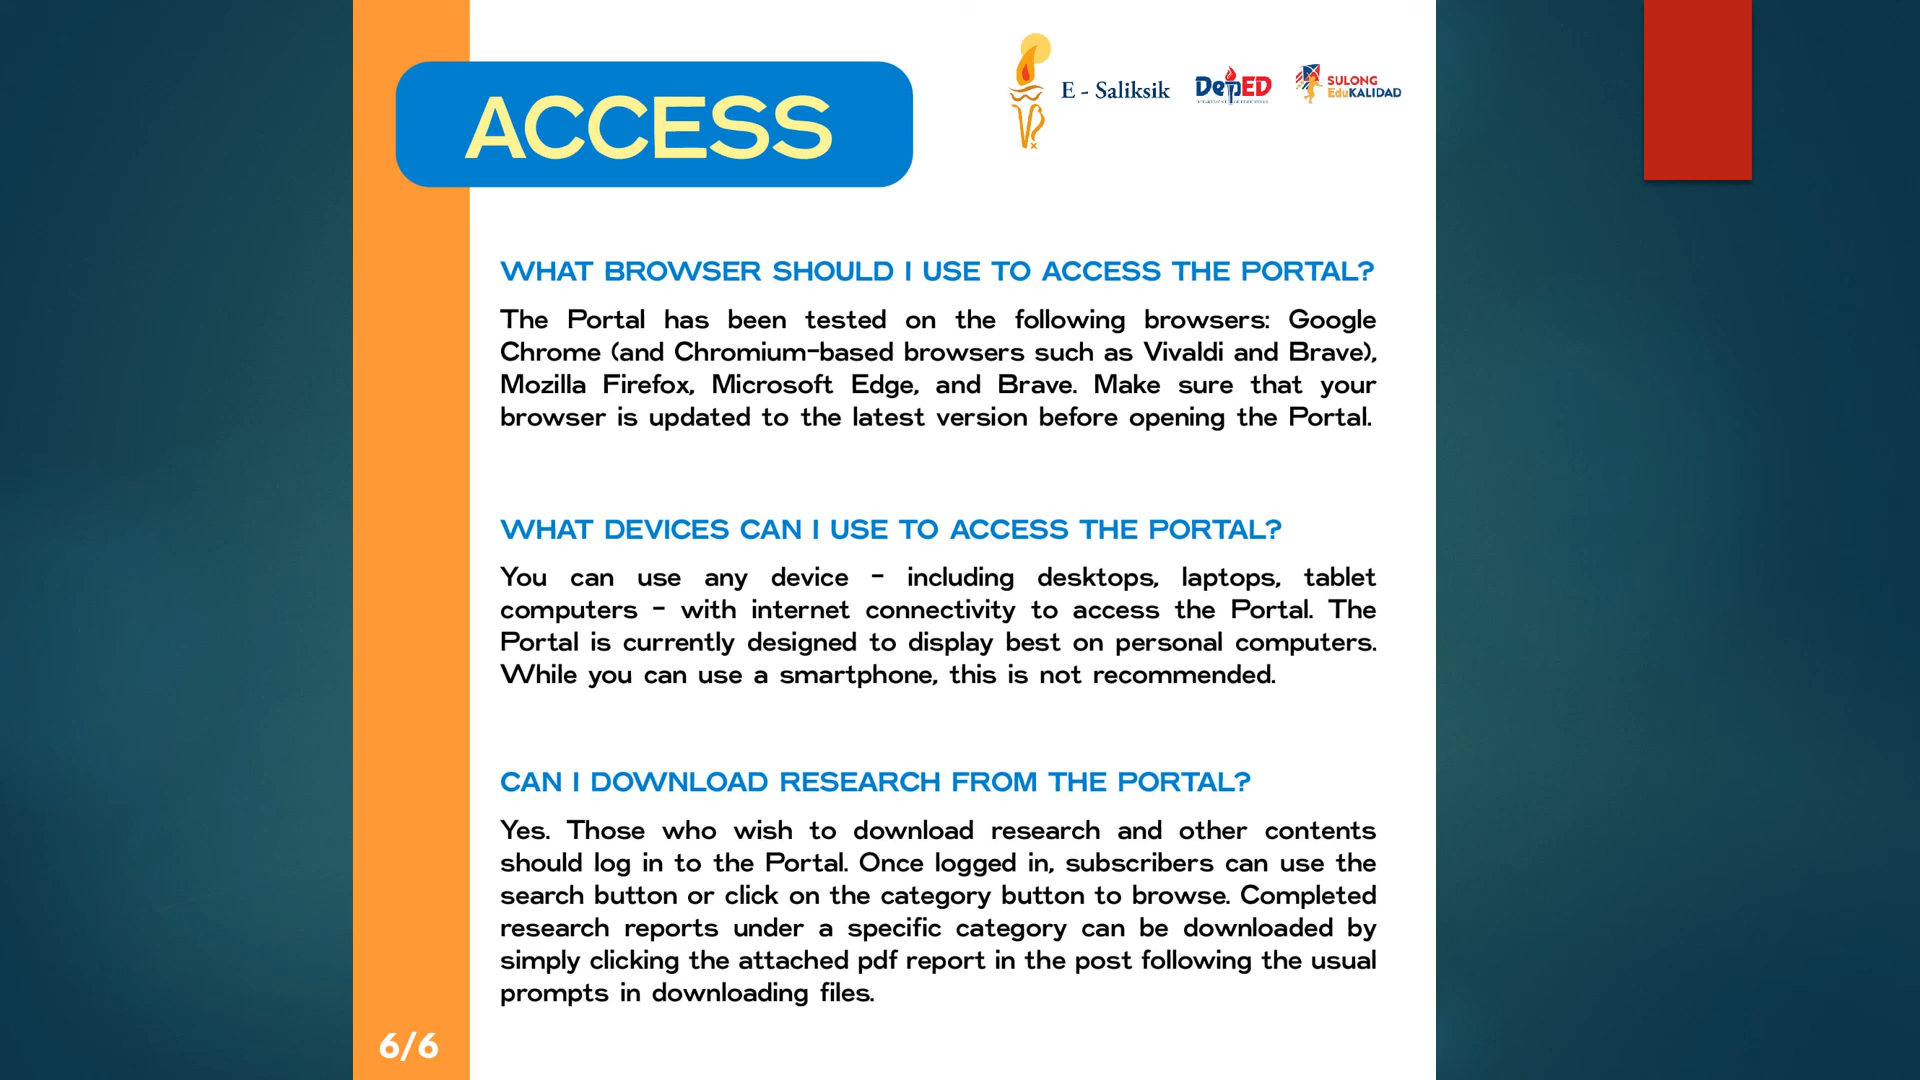 ACCESS
E - Saliksik
DepED
SULONG
EduKALIDAD
WHAT BROWSER SHOULD I USE TO ACCESS THE PORTAL?
The Portal has been tested on the following browsers: Google
Chrome (and Chromium-based browsers such as Vivaldi and Brave),
Mozilla Firefox, Microsoft Edge, and Brave. Make sure that your
browser is updated to the latest version before opening the Portal.
WHAT DEVICES CAN I USE TO ACCESS THE PORTAL?
You can use any device - including desktops, laptops, tablet
computers - with internet connectivity to access the Portal. The
Portal is currently designed to display best on personal computers.
While you can use a smartphone, this is not recommended.
CAN I DOWNLOAD RESEARCH FROM THE PORTAL?
Yes. Those who wish to download research and other contents
should log in to the Portal. Once logged in, subscribers can use the
search button or click on the category button to browse. Completed
research reports under a specific category can be downloaded by
simply clicking the attached pdf report in the post following the usual
prompts in downloading files.
6/6